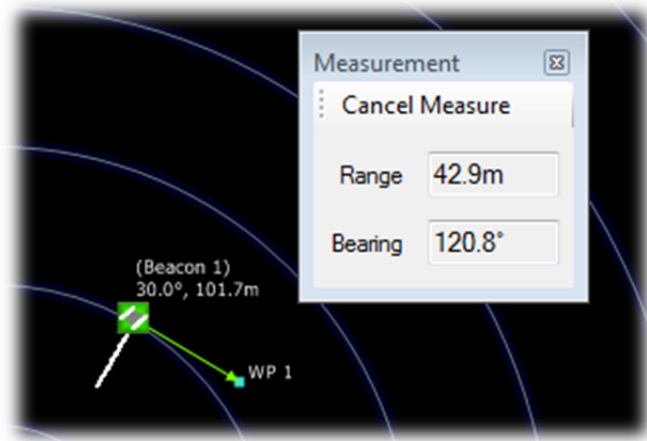 Measurement
Cancel Measure
Range 42.9m
Bearing 120.8°
(Beacon 1)
30.0°, 101.7m
WP 1